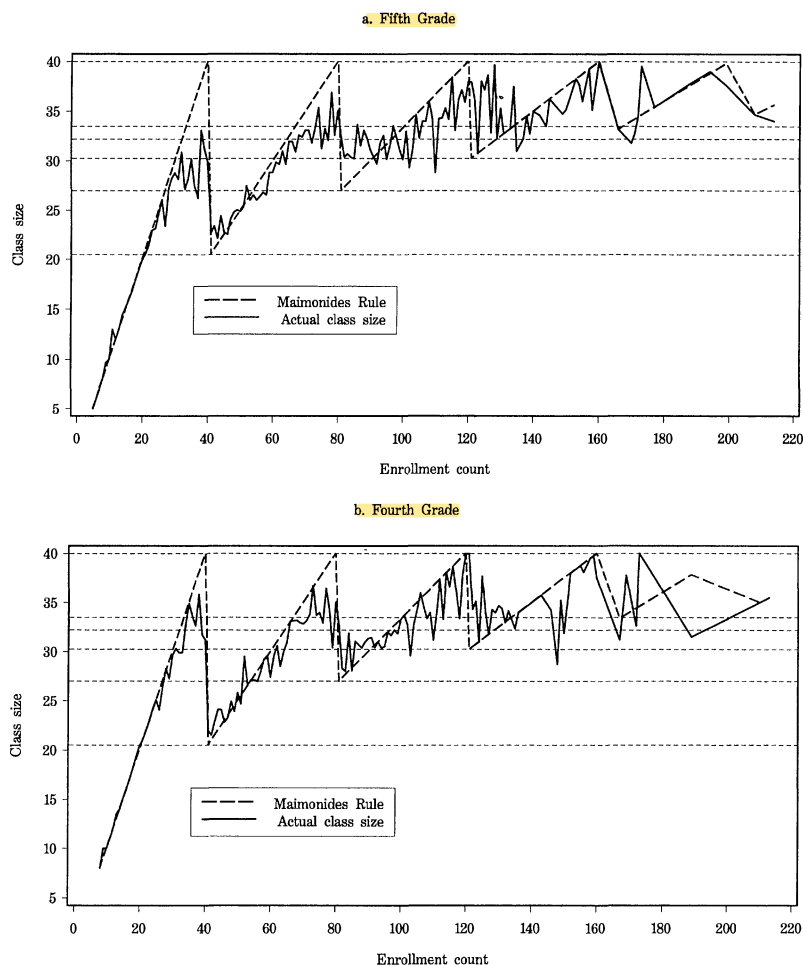 a. Fifth Grade
40
35
30
25
20
15
10
5
Class size
Maimonides Rule
Actual class size
0 20 40 60 80 100 120 140 160 180 200 220
Enrollment count
b. Fourth Grade
40
35
30
25
20
15
10
5
Class size
Maimonides Rule
Actual class size
0 20 40 60 80 100 120 140 160 180 200 220
Enrollment count